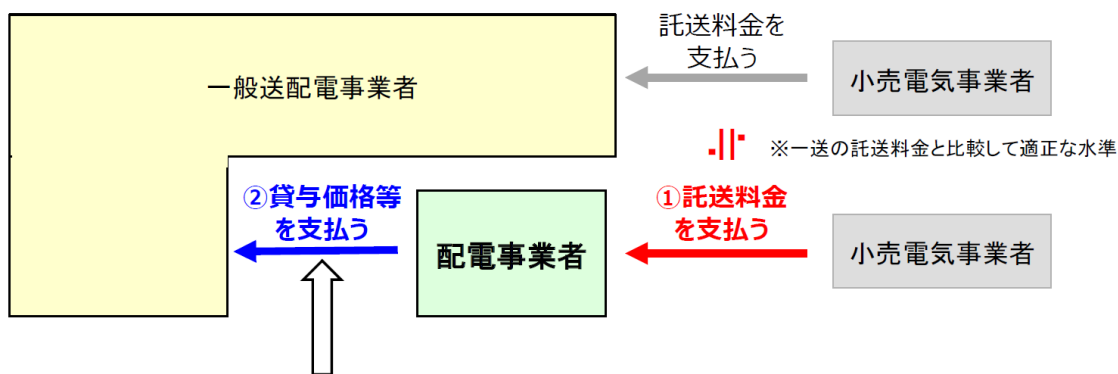 託送料金を
支払う
一般送配電事業者
小売電気事業者
※一送の託送料金と比較して適正な水準
②貸与価格等
を支払う
配電事業者
①託送料金
を支払う
小売電気事業者